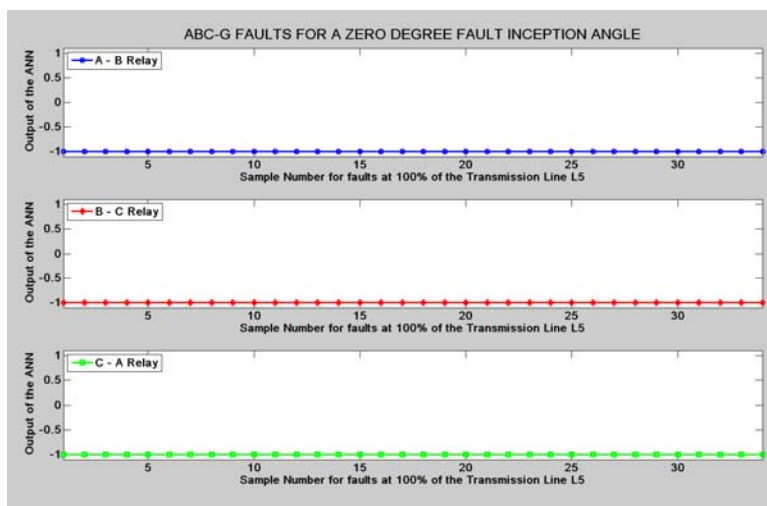 ABC-G FAULTS FOR A ZERO DEGREE FAULT INCEPTION ANGLE
Output of the ANN
1
0.5
0
-0.5
-1
A - B Relay
5 10 15 20 25 30
Sample Number for faults at 100% of the Transmission Line L5
Output of the ANN
1
0.5
0
-0.5
-1
B - C Relay
5 10 15 20 25 30
Sample Number for faults at 100% of the Transmission Line L5
Output of the ANN
1
0.5
0
-0.5
-1
C - A Relay
5 10 15 20 25 30
Sample Number for faults at 100% of the Transmission Line L5